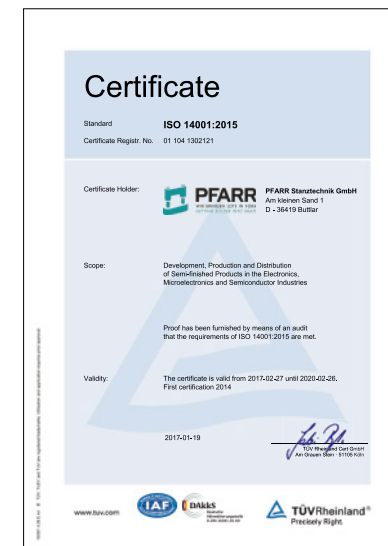 Certificate
Standard ISO 14001:2015
Certificate Registr. No. 01 104 1302121
Certificate Holder:
PFARR
PFARR Stanztechnik GmbH
Am kleinen Sand 1
D - 36419 Buttlar
Scope:
Development, Production and Distribution
of Semi-finished Products in the Electronics,
Microelectronics and Semiconductor Industries
Proof has been furnished by means of an audit
that the requirements of ISO 14001:2015 are met.
Validity:
The certificate is valid from 2017-02-27 until 2020-02-26.
First certification 2014
2017-01-19
TÜV Rheinland Cert GmbH
Am Grauen Stein · 51105 Köln
www.tuv.com
IAF
DAkkS
Deutsche
Akkreditierungsstelle
TÜVRheinland®
Precisely Right.